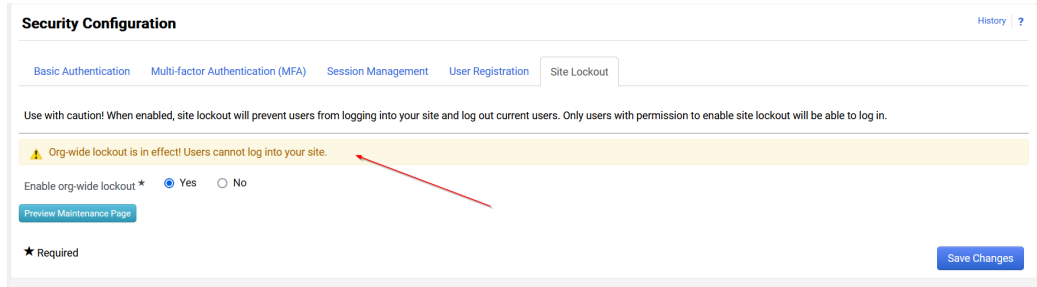 Security Configuration
History ?
Basic Authentication Multi-factor Authentication (MFA) Session Management User Registration Site Lockout
Use with caution! When enabled, site lockout will prevent users from logging into your site and log out current users. Only users with permission to enable site lockout will be able to log in.
Org-wide lockout is in effect! Users cannot log into your site.
Enable org-wide lockout ★ Yes No
Preview Maintenance Page
★ Required
Save Changes